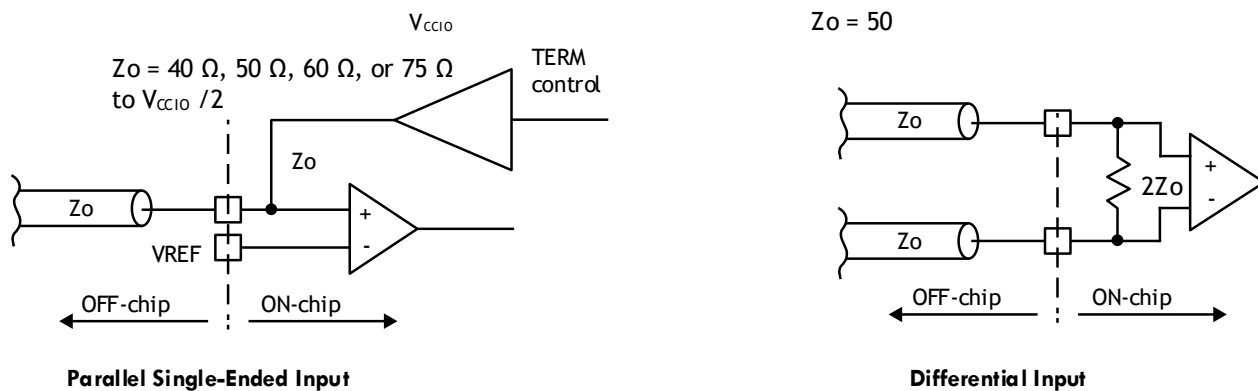 VCCIO
Zo = 40 Ω, 50 Ω, 60 Ω, or 75 Ω
to VCCIO /2
TERM
control
Zo
Zo
+
-
VREF
OFF-chip
ON-chip
Parallel Single-Ended Input
Zo = 50
Zo
Zo
2Zo
+
-
OFF-chip
ON-chip
Differential Input